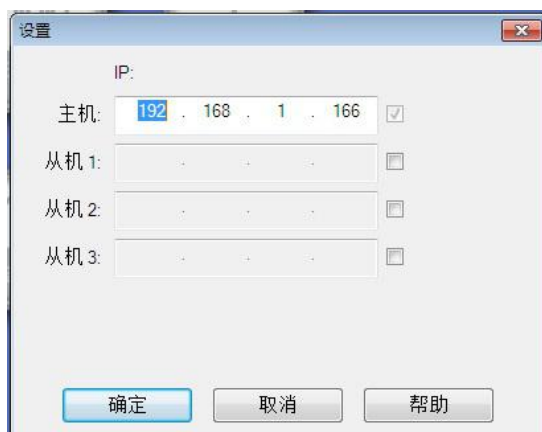 设置
IP:
主机: 192 . 168 . 1 . 166
从机 1: . . .
从机 2: . . .
从机 3: . . .
确定 取消 帮助